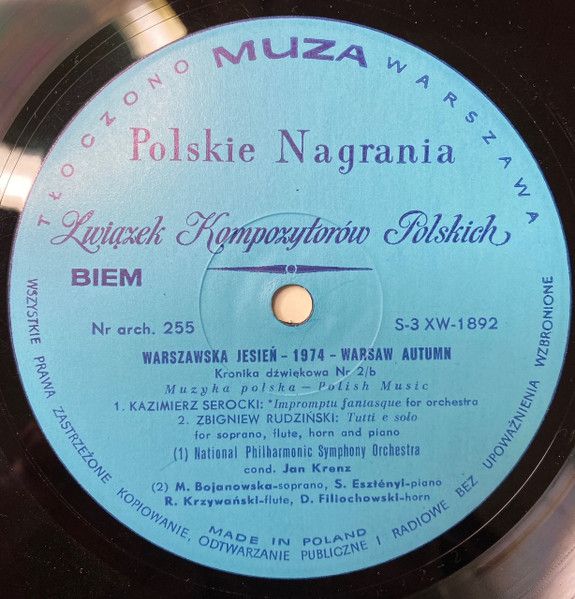 TŁOCZONO MUZA WARSZAWA
Polskie Nagrania
Związek Kompozytorów Polskich
BIEM
Nr arch. 255
S-3 XW-1892
WARSZAWSKA JESIEŃ - 1974 - WARSAW AUTUMN
Kronika dźwiękowa Nr 2/b
Muzyka polska — Polish Music
1. KAZIMIERZ SEROCKI: *Impromptu fantasque for orchestra
2. ZBIGNIEW RUDZIŃSKI: Tutti e solo
for soprano, flute, horn and piano
(1) National Philharmonic Symphony Orchestra
cond. Jan Krenz
(2) M. Bojanowska-soprano, S. Esztényi-piano
R. Krzywański-flute, D. Filiochowski-horn
MADE IN POLAND
WSZYSTKIE PRAWA ZASTRZEŻONE KOPIOWANIE, ODTWARZANIE PUBLICZNE I RADIOWE BEZ UPOWAŻNIENIA WZBRONIONE